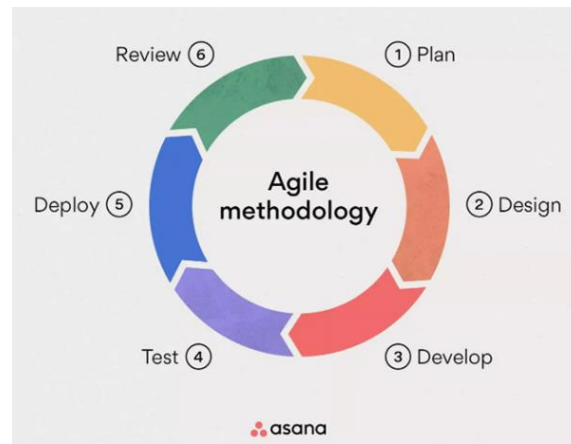 Review 6
1 Plan
Agile
methodology
Deploy 5
2 Design
Test 4
3 Develop
asana